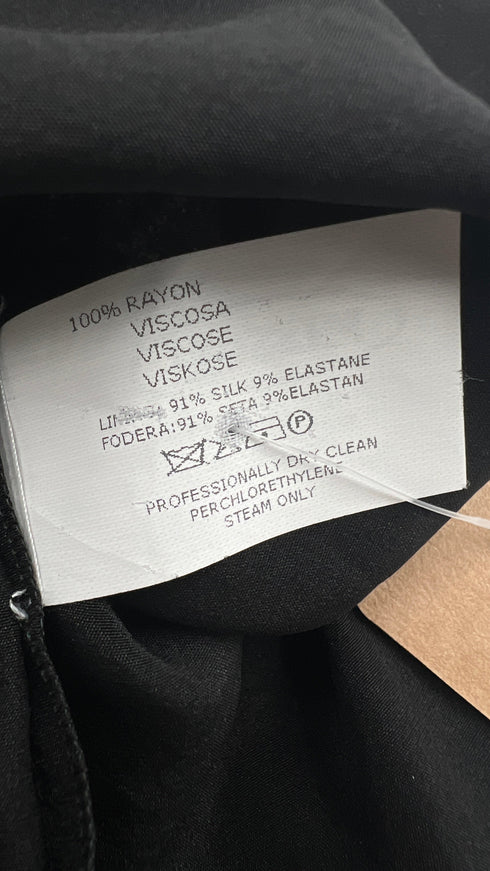 100% RAYON
VISCOSA
VISCOSE
VISKOSE
91% SILK 9% ELASTANE
FODERA:91% SETA 9%ELASTAN
P
PROFESSIONALLY DRY CLEAN
PERCHLORETHYLENE
STEAM ONLY